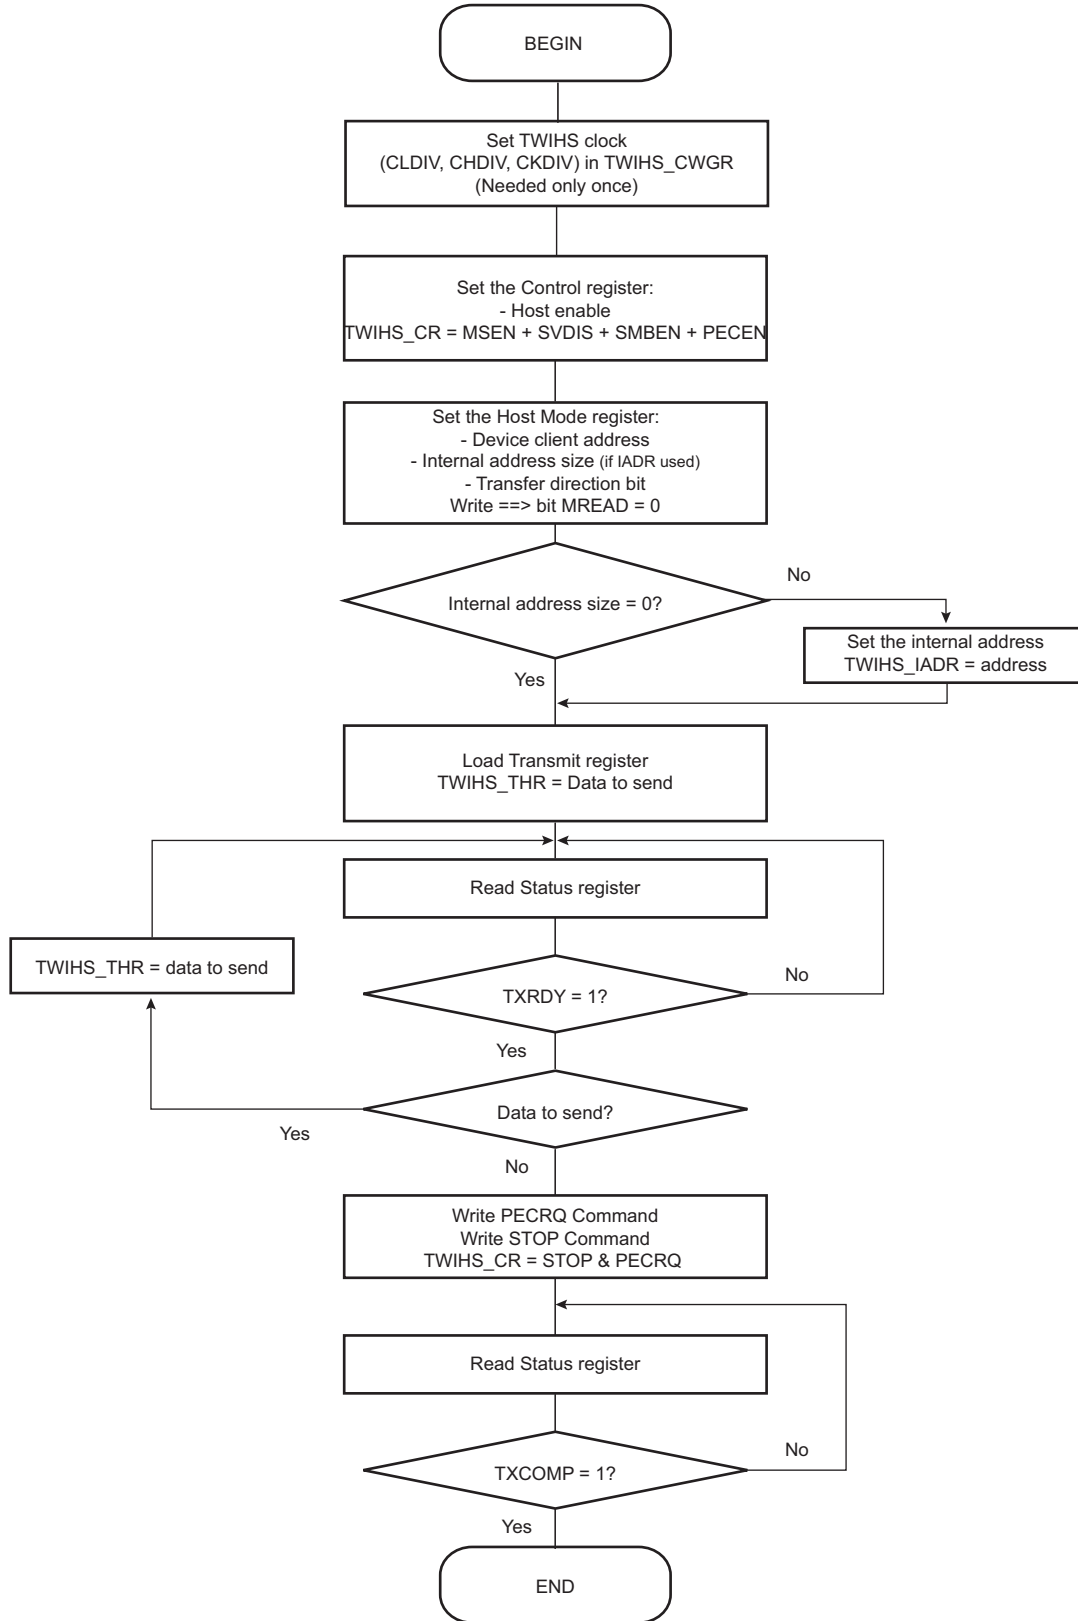 BEGIN
Set TWIHS clock
(CLDIV, CHDIV, CKDIV) in TWIHS_CWGR
(Needed only once)
Set the Control register:
- Host enable
TWIHS_CR = MSEN + SVDIS + SMBEN + PECEN
Set the Host Mode register:
- Device client address
- Internal address size (if IADR used)
- Transfer direction bit
Write ==> bit MREAD = 0
Internal address size = 0?
No
Set the internal address
TWIHS_IADR = address
Yes
Load Transmit register
TWIHS_THR = Data to send
Read Status register
TWIHS_THR = data to send
TXRDY = 1?
No
Yes
Data to send?
Yes
No
Write PECRQ Command
Write STOP Command
TWIHS_CR = STOP & PECRQ
Read Status register
TXCOMP = 1?
No
Yes
END